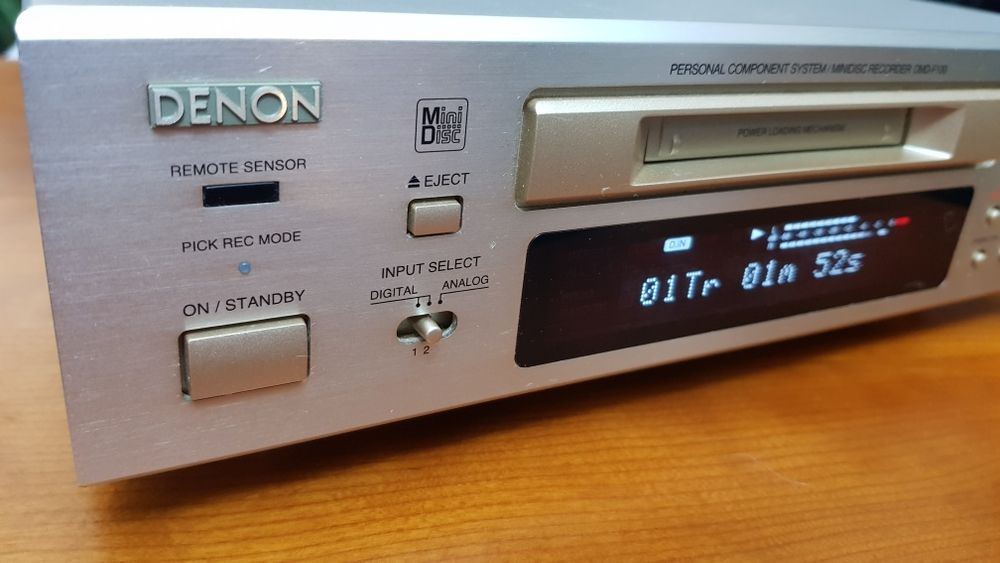 DENON
Mini
Disc
PERSONAL COMPONENT SYSTEM / MINIDISC RECORDER DMD-F100
POWER LOADING MECHANISM
REMOTE SENSOR
EJECT
PICK REC MODE
INPUT SELECT
DIGITAL
ANALOG
1 2
ON / STANDBY
01Tr 01m 52s